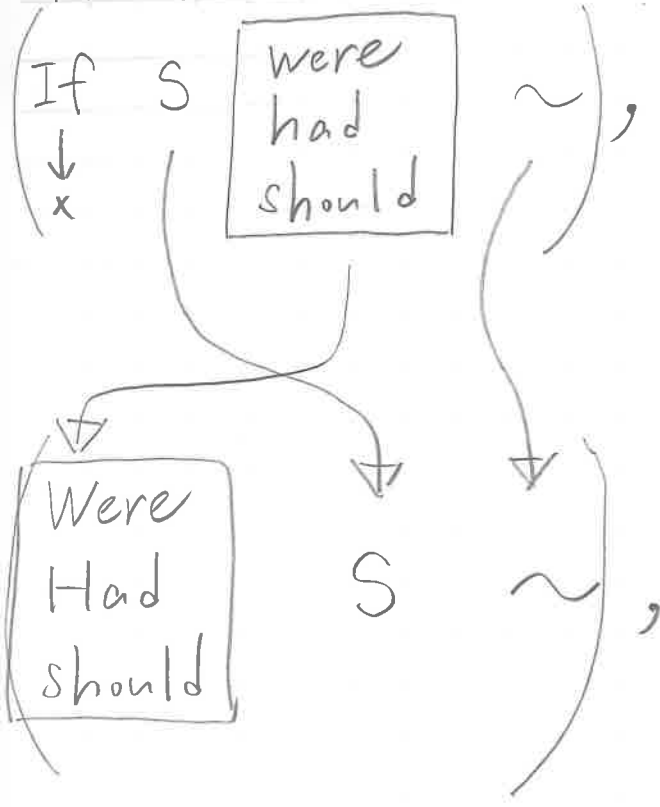 (If S were ~),
had
should
↓
x
(Were S ~),
Had
should